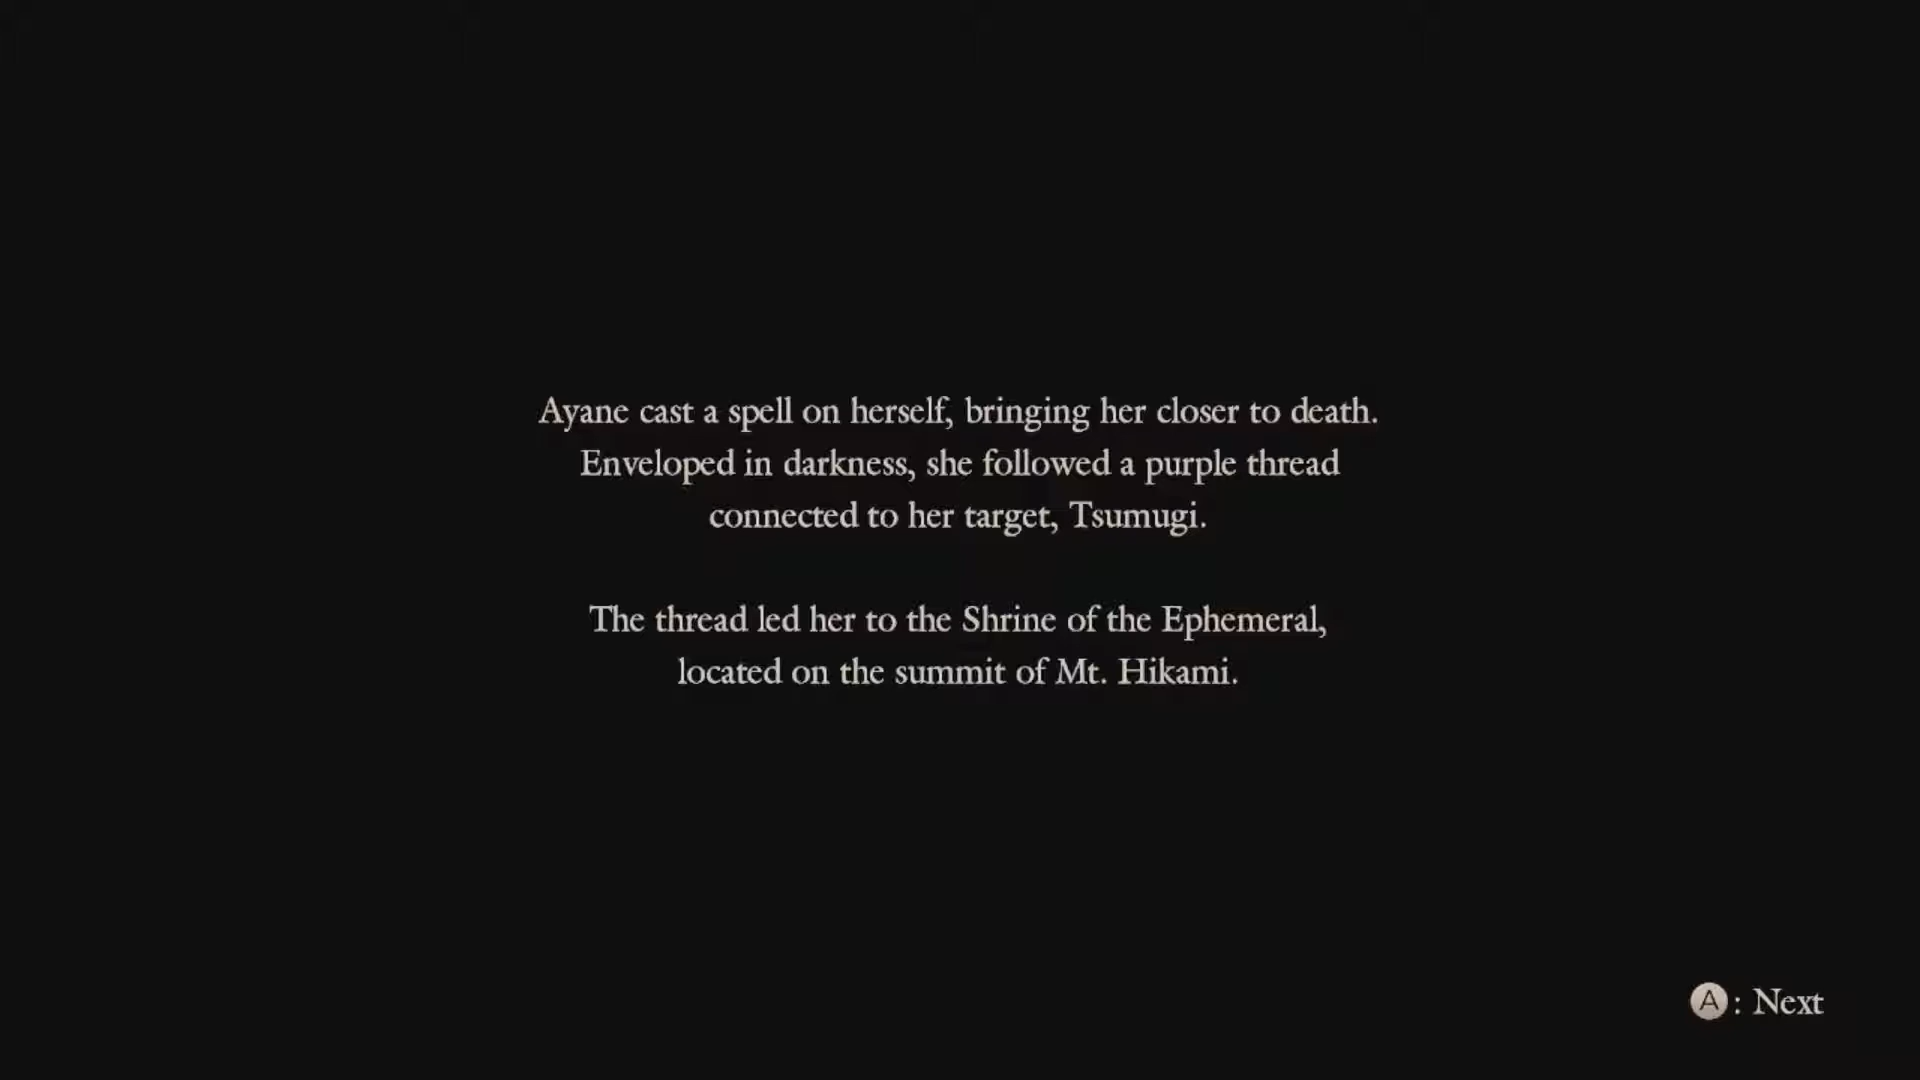 Ayane cast a spell on herself, bringing her closer to death.
Enveloped in darkness, she followed a purple thread
connected to her target, Tsumugi.
The thread led her to the Shrine of the Ephemeral,
located on the summit of Mt. Hikami.
A : Next